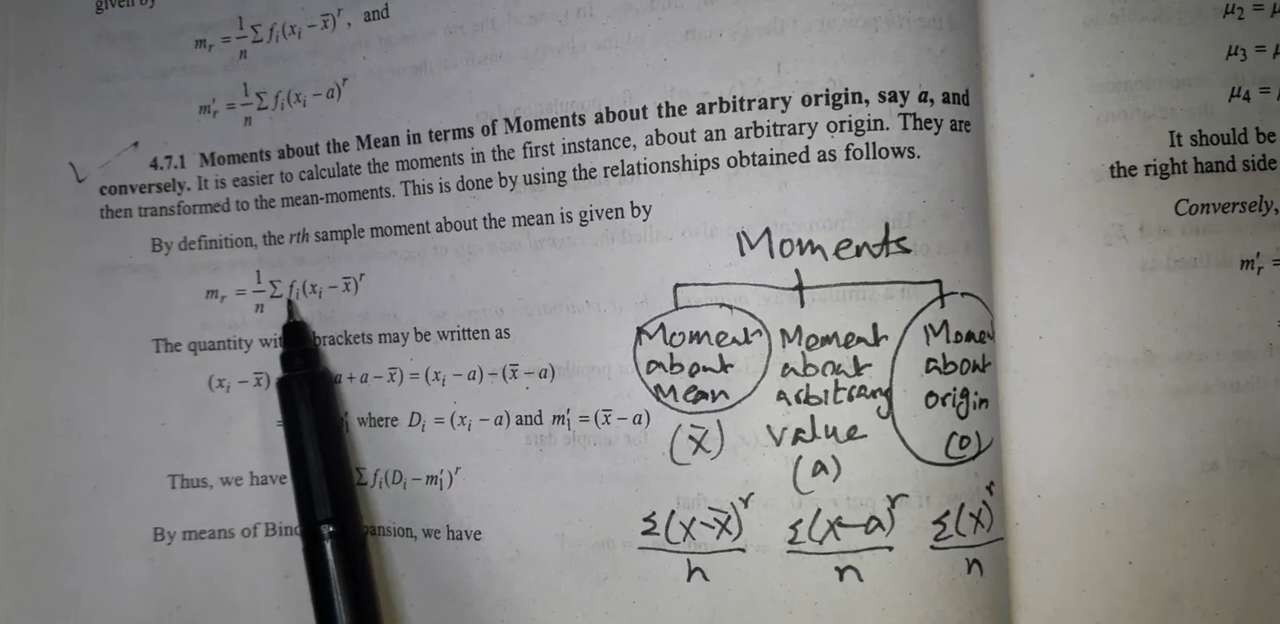 given by
m_r = 1/n Σ f_i(x_i – x̄)^r, and
m'_r = 1/n Σ f_i(x_i – a)^r
4.7.1 Moments about the Mean in terms of Moments about the arbitrary origin, say a, and
conversely. It is easier to calculate the moments in the first instance, about an arbitrary origin. They are
then transformed to the mean-moments. This is done by using the relationships obtained as follows.
By definition, the rth sample moment about the mean is given by
m_r = 1/n Σ f_i(x_i – x̄)^r
The quantity brackets may be written as
(x_i – x̄) a + a – x̄) = (x_i – a) – (x̄ – a)
= where D_i = (x_i – a) and m'_1 = (x̄ – a)
Thus, we have Σ f_i(D_i – m'_1)^r
By means of we have
Moments
Moment about Mean (x̄)
Moment about arbitrary value (a)
about origin (0)
Σ(x-x̄)^r / n
Σ(x-a)^r / n
Σ(x)^r / n
μ2 =
μ3 =
μ4 =
It should be
the right hand side
Conversely,
m'_r =